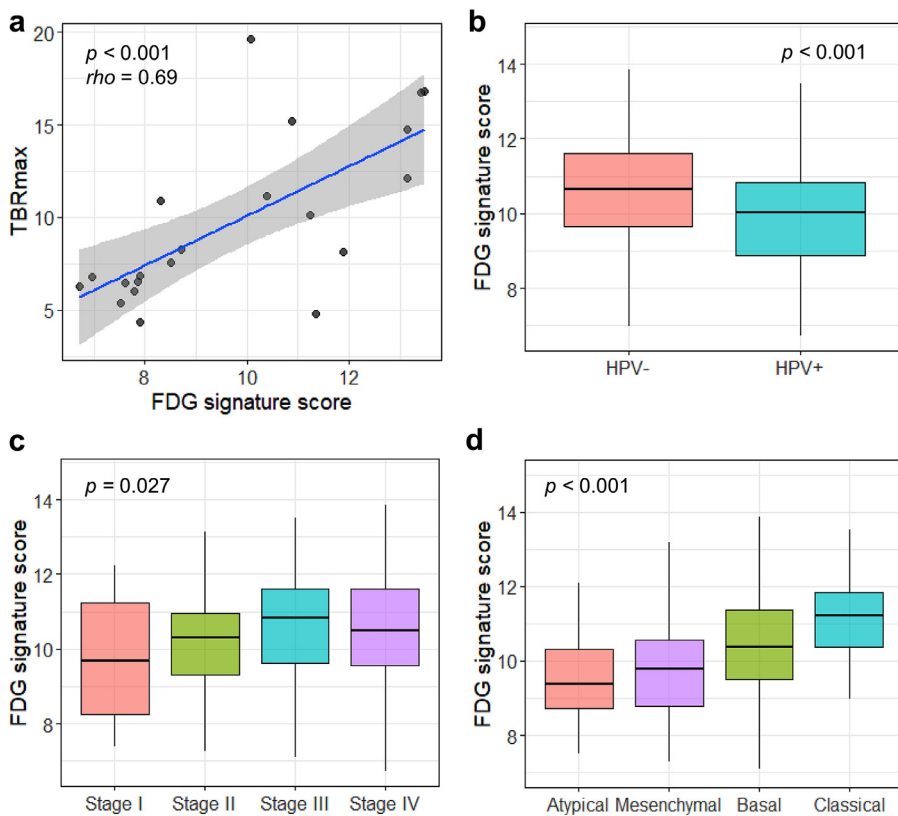 a
p < 0.001
rho = 0.69
20
15
10
5
TBRmax
8
10
12
FDG signature score
b
p < 0.001
14
12
10
8
FDG signature score
HPV-
HPV+
c
p = 0.027
14
12
10
8
FDG signature score
Stage I
Stage II
Stage III
Stage IV
d
p < 0.001
14
12
10
8
FDG signature score
Atypical
Mesenchymal
Basal
Classical